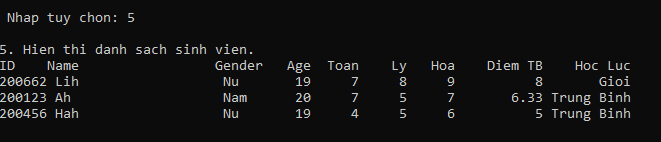 Nhap tuy chon: 5
5. Hien thi danh sach sinh vien.
ID Name Gender Age Toan Ly Hoa Diem TB Hoc Luc
200662 Lih Nu 19 7 8 9 8 Gioi
200123 Ah Nam 20 7 5 7 6.33 Trung Binh
200456 Hah Nu 19 4 5 6 5 Trung Binh